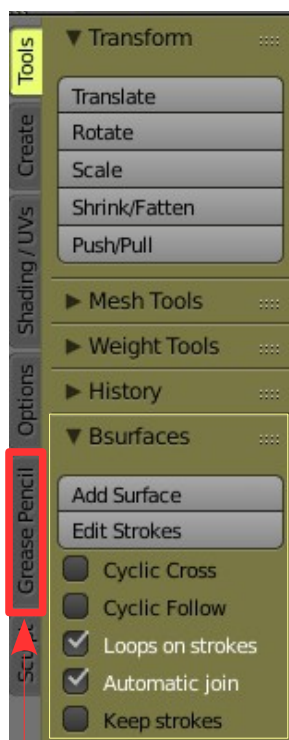 Tools
Create
Shading / UVs
Options
Grease Pencil
Transform
Translate
Rotate
Scale
Shrink/Fatten
Push/Pull
Mesh Tools
Weight Tools
History
Bsurfaces
Add Surface
Edit Strokes
Cyclic Cross
Cyclic Follow
Loops on strokes
Automatic join
Keep strokes